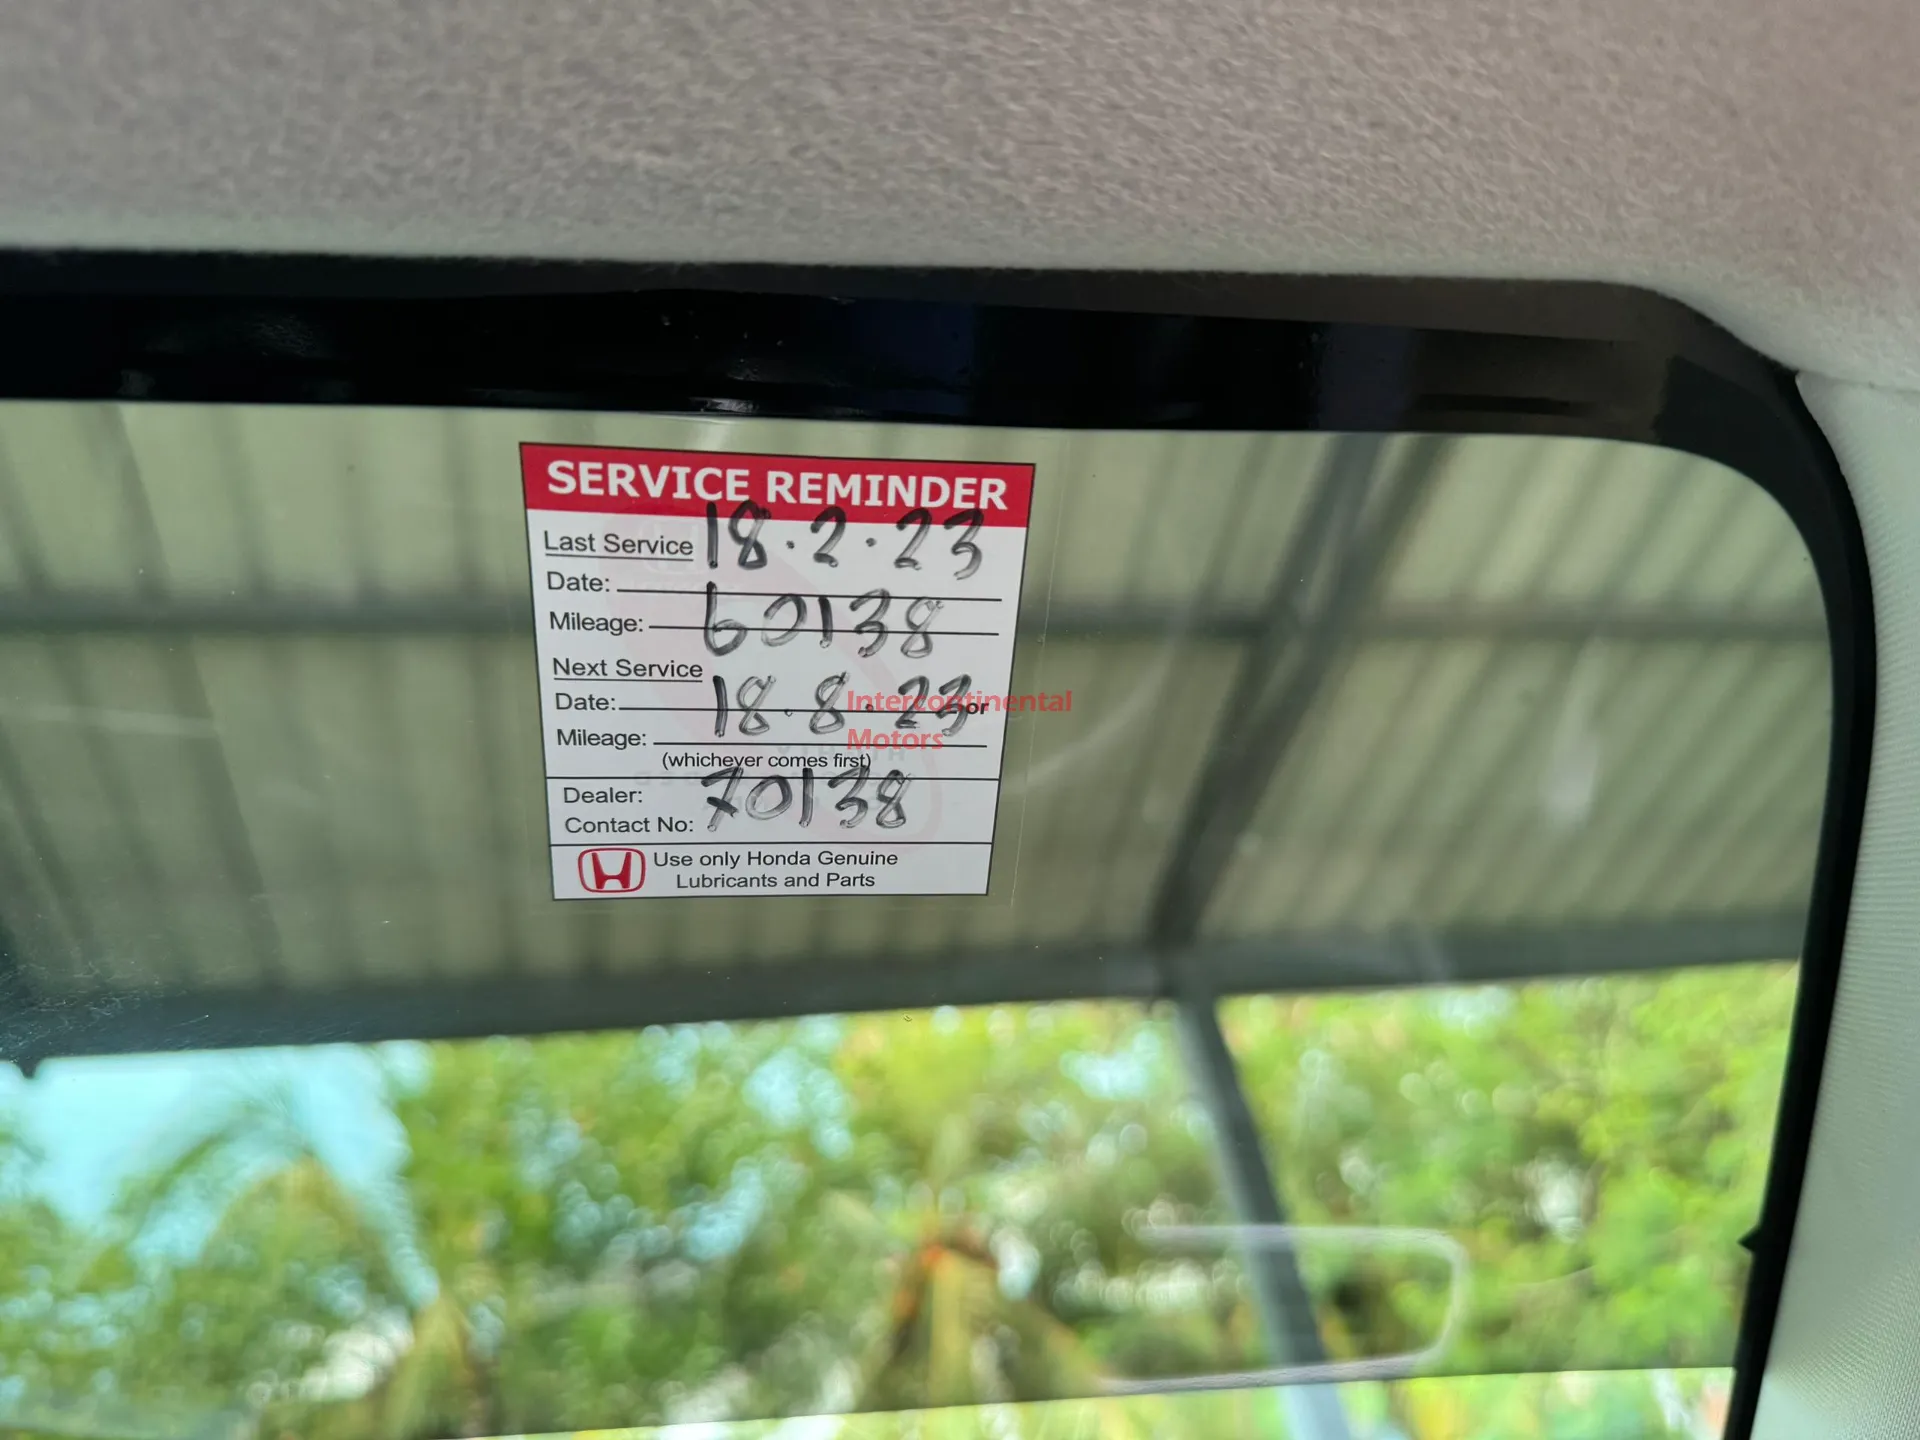 SERVICE REMINDER
Last Service 18.2.23
Date:
Mileage: 60138
Next Service
Date: 18.8.23 or
Mileage:
(whichever comes first)
Dealer: 70138
Contact No:
Use only Honda Genuine
Lubricants and Parts
Intercontinental
Motors